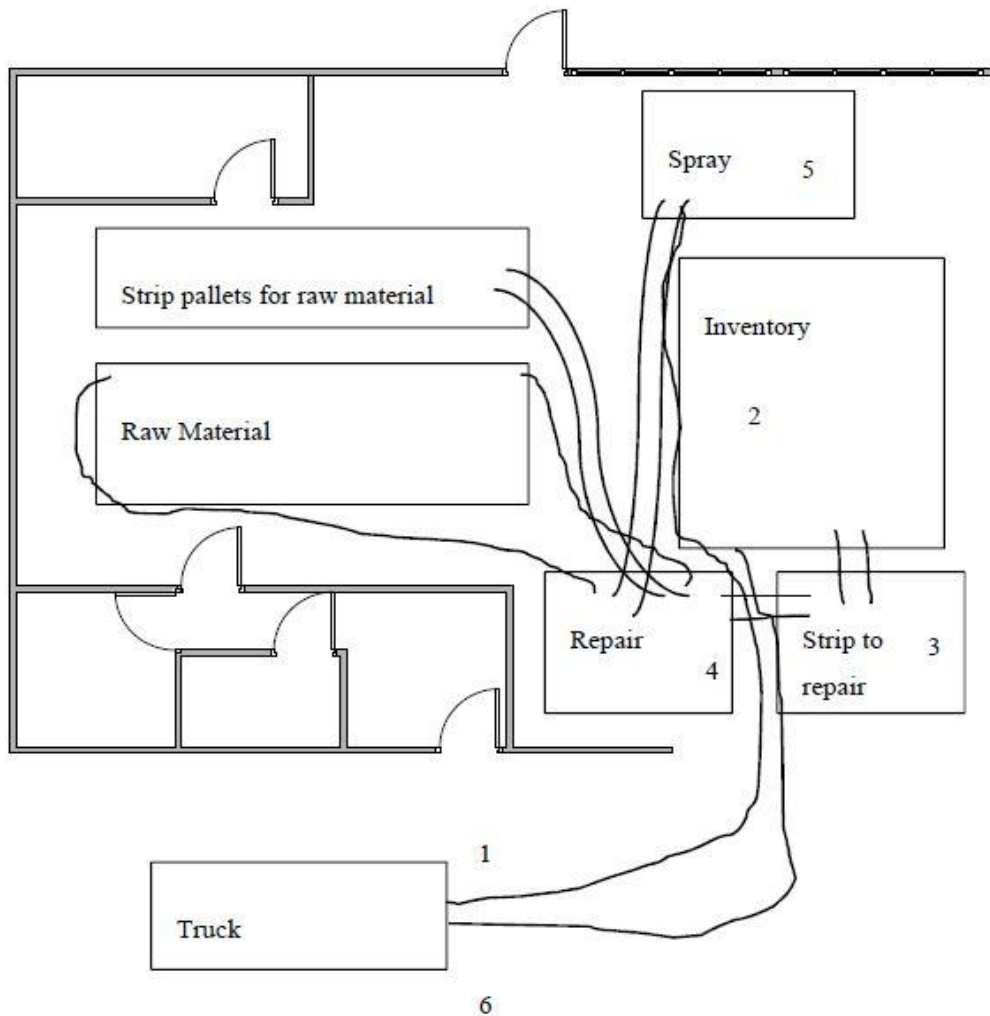 Spray
5
Strip pallets for raw material
Inventory
Raw Material
2
Repair
4
Strip to
repair
3
1
Truck
6